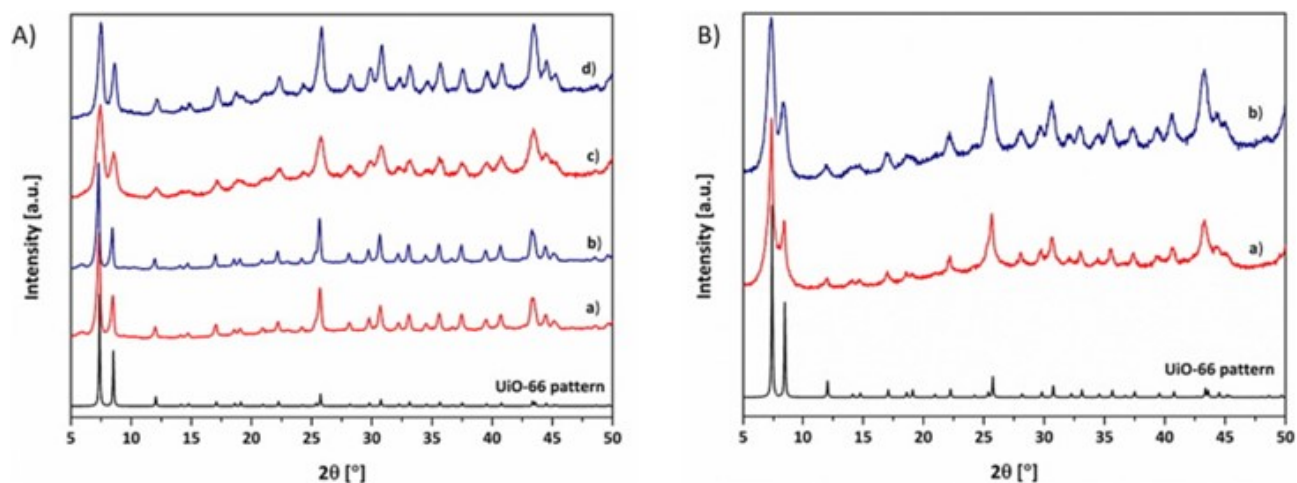 A)
d)
c)
b)
a)
UiO-66 pattern
Intensity [a.u.]
5 10 15 20 25 30 35 40 45 50
2θ [°]
B)
b)
a)
UiO-66 pattern
Intensity [a.u.]
5 10 15 20 25 30 35 40 45 50
2θ [°]